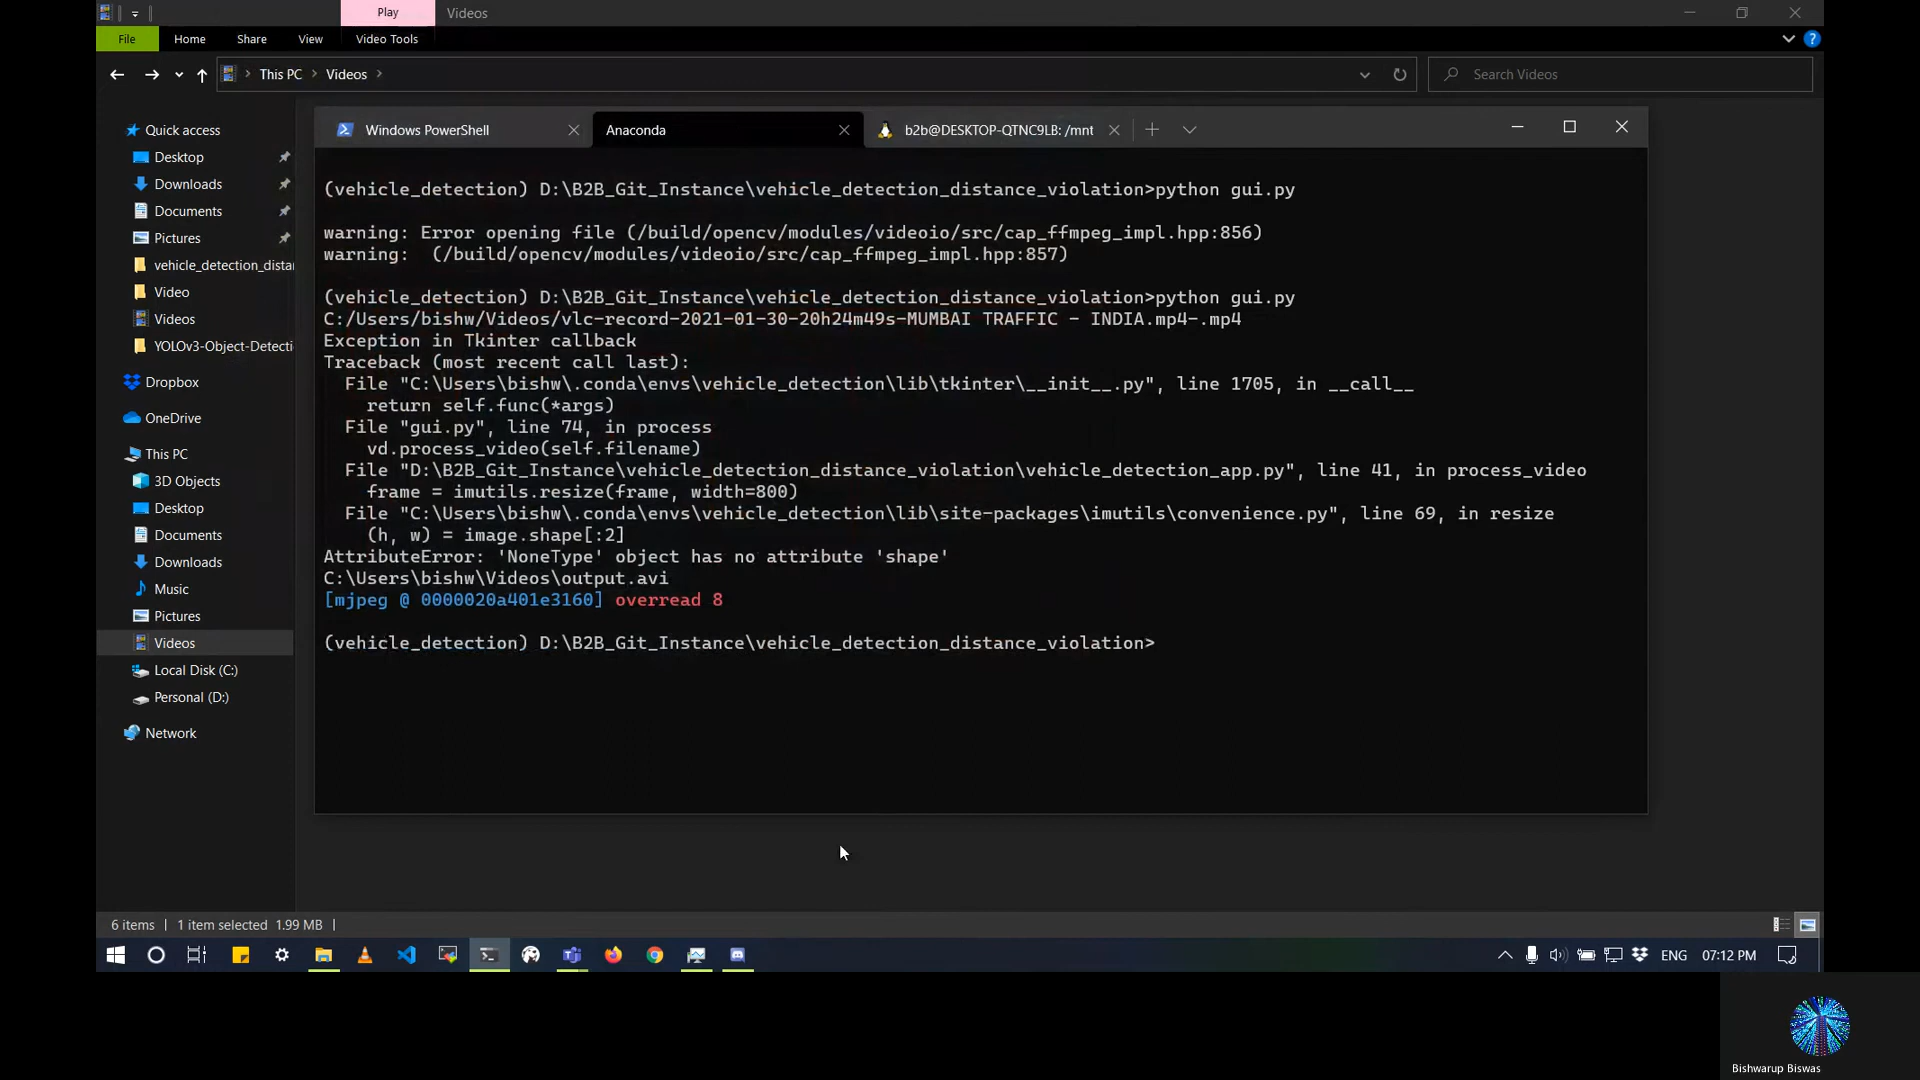 Play
Videos
File
Home
Share
View
Video Tools
This PC
Videos
Search Videos
Quick access
Desktop
Downloads
Documents
Pictures
vehicle_detection_distan
Video
Videos
YOLOv3-Object-Detecti
Dropbox
OneDrive
This PC
3D Objects
Desktop
Documents
Downloads
Music
Pictures
Videos
Local Disk (C:)
Personal (D:)
Network
Windows PowerShell
Anaconda
b2b@DESKTOP-QTNC9LB: /mnt
(vehicle_detection) D:\B2B_Git_Instance\vehicle_detection_distance_violation>python gui.py
warning: Error opening file (/build/opencv/modules/videoio/src/cap_ffmpeg_impl.hpp:856)
warning:  (/build/opencv/modules/videoio/src/cap_ffmpeg_impl.hpp:857)
(vehicle_detection) D:\B2B_Git_Instance\vehicle_detection_distance_violation>python gui.py
C:/Users/bishw/Videos/vlc-record-2021-01-30-20h24m49s-MUMBAI TRAFFIC - INDIA.mp4-.mp4
Exception in Tkinter callback
Traceback (most recent call last):
  File "C:\Users\bishw\.conda\envs\vehicle_detection\lib\tkinter\__init__.py", line 1705, in __call__
    return self.func(*args)
  File "gui.py", line 74, in process
    vd.process_video(self.filename)
  File "D:\B2B_Git_Instance\vehicle_detection_distance_violation\vehicle_detection_app.py", line 41, in process_video
    frame = imutils.resize(frame, width=800)
  File "C:\Users\bishw\.conda\envs\vehicle_detection\lib\site-packages\imutils\convenience.py", line 69, in resize
    (h, w) = image.shape[:2]
AttributeError: 'NoneType' object has no attribute 'shape'
C:\Users\bishw\Videos\output.avi
[mjpeg @ 0000020a401e3160] overread 8
(vehicle_detection) D:\B2B_Git_Instance\vehicle_detection_distance_violation>
6 items
1 item selected 1.99 MB
ENG
07:12 PM
Bishwarup Biswas